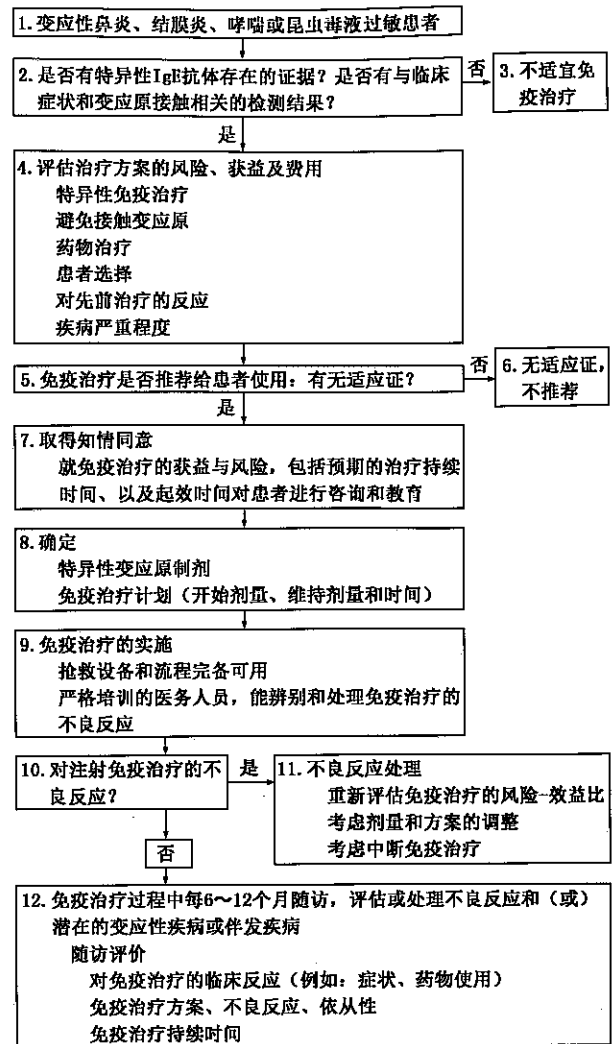 1.变应性鼻炎、结膜炎、哮喘或昆虫毒液过敏患者
2.是否有特异性IgE抗体存在的证据？是否有与临床
症状和变应原接触相关的检测结果？
否
3.不适宜免
疫治疗
是
4.评估治疗方案的风险、获益及费用
特异性免疫治疗
避免接触变应原
药物治疗
患者选择
对先前治疗的反应
疾病严重程度
5.免疫治疗是否推荐给患者使用：有无适应证？
否
6.无适应证，
不推荐
是
7.取得知情同意
就免疫治疗的获益与风险，包括预期的治疗持续
时间、以及起效时间对患者进行咨询和教育
8.确定
特异性变应原制剂
免疫治疗计划（开始剂量、维持剂量和时间）
9.免疫治疗的实施
抢救设备和流程完备可用
严格培训的医务人员，能辨别和处理免疫治疗的
不良反应
10.对注射免疫治疗的不
良反应？
是
11.不良反应处理
重新评估免疫治疗的风险-效益比
考虑剂量和方案的调整
考虑中断免疫治疗
否
12.免疫治疗过程中每6～12个月随访，评估或处理不良反应和（或）
潜在的变应性疾病或伴发疾病
随访评价
对免疫治疗的临床反应（例如：症状、药物使用）
免疫治疗方案、不良反应、依从性
免疫治疗持续时间